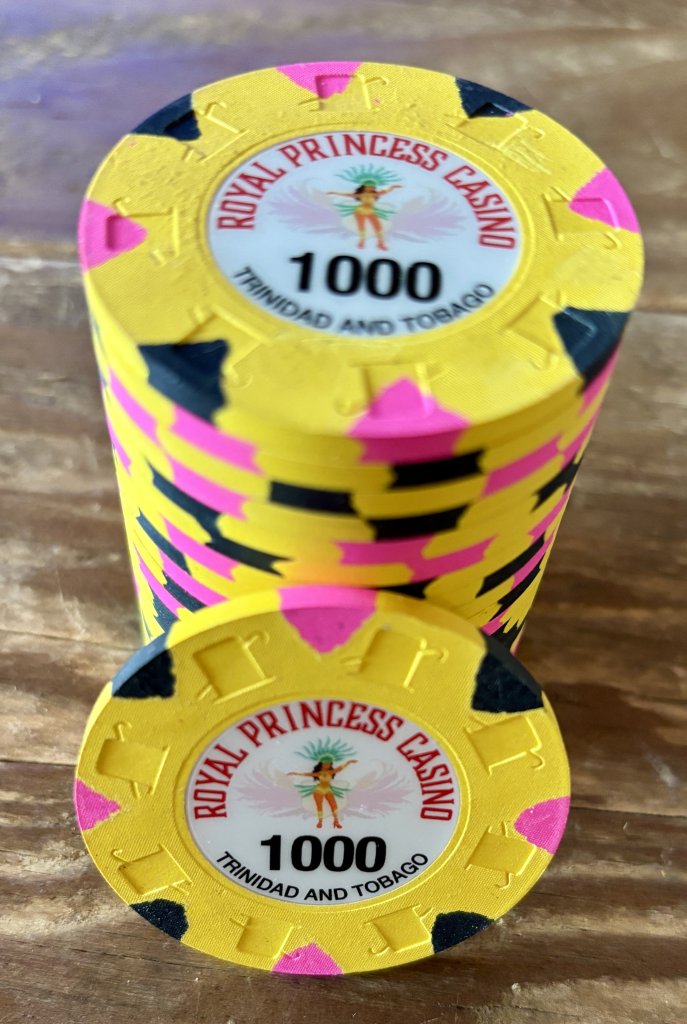 ROYAL PRINCESS CASINO
1000
TRINIDAD AND TOBAGO
ROYAL PRINCESS CASINO
1000
TRINIDAD AND TOBAGO